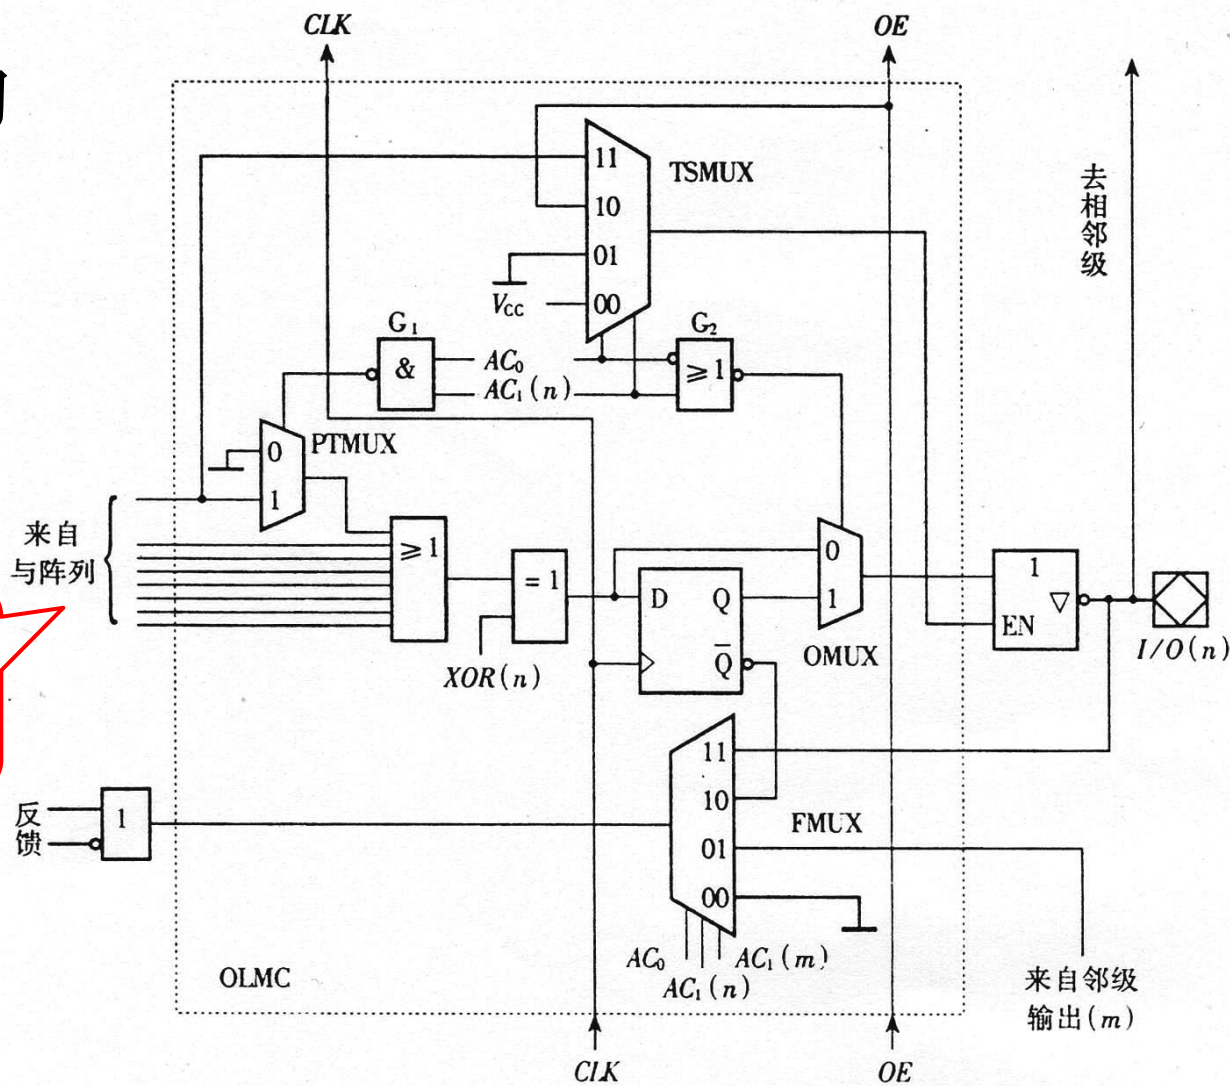 CLK
OE
11
TSMUX
10
01
V_CC
00
去相邻级
G₁
G₂
&
AC₀
AC₁(n)
≥1
0
PTMUX
1
来自
与阵列
≥1
=1
XOR(n)
D
Q
Q̅
0
1
OMUX
1
▽
EN
I/O(n)
11
10
FMUX
01
00
反
馈
1
AC₀
AC₁(n)
AC₁(m)
OLMC
来自邻级
输出(m)
CLK
OE